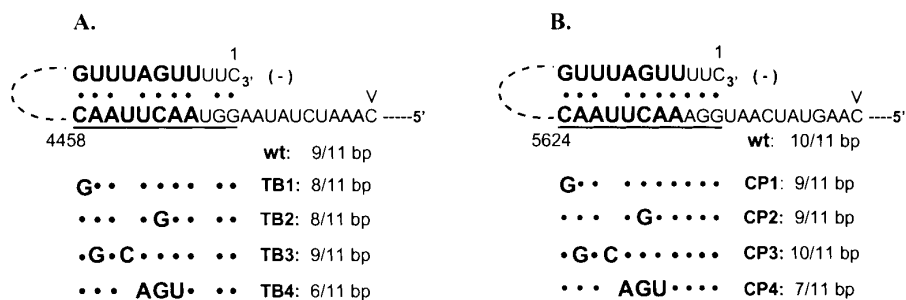 A.
1
GUUUAGUUUUC3' (-)
••• •••• ••
V
CAAUUCAAUGGAAUAUCUAAAC -----5'
4458
wt: 9/11 bp
G•• •••• •• TB1: 8/11 bp
••• •G•• •• TB2: 8/11 bp
•G•C•••• •• TB3: 9/11 bp
••• AGU• •• TB4: 6/11 bp
B.
1
GUUUAGUUUUC3' (-)
••• •••••••
V
CAAUUCAAAGGUAACUAUGAAC -----5'
5624
wt: 10/11 bp
G•• ••••••• CP1: 9/11 bp
••• •G••••• CP2: 9/11 bp
•G•C••••••• CP3: 10/11 bp
••• AGU•••• CP4: 7/11 bp